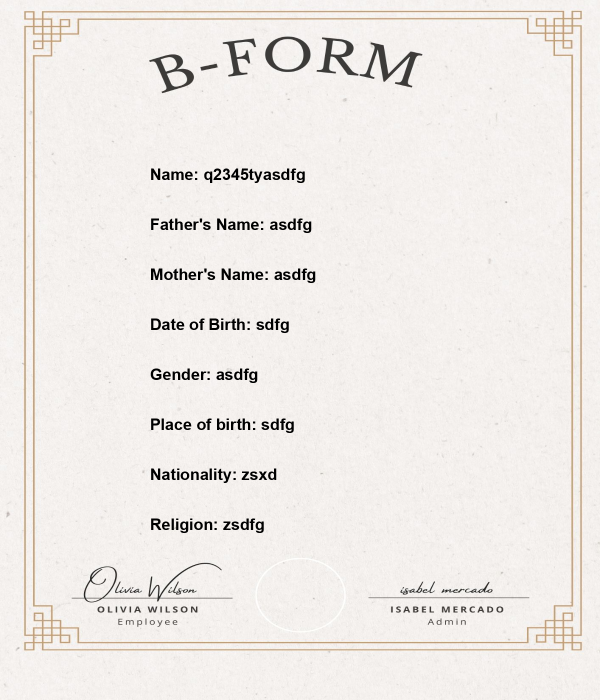 B-FORM
Name: q2345tyasdfg
Father's Name: asdfg
Mother's Name: asdfg
Date of Birth: sdfg
Gender: asdfg
Place of birth: sdfg
Nationality: zsxd
Religion: zsdfg
Olivia Wilson
OLIVIA WILSON
Employee
isabel mercado
ISABEL MERCADO
Admin